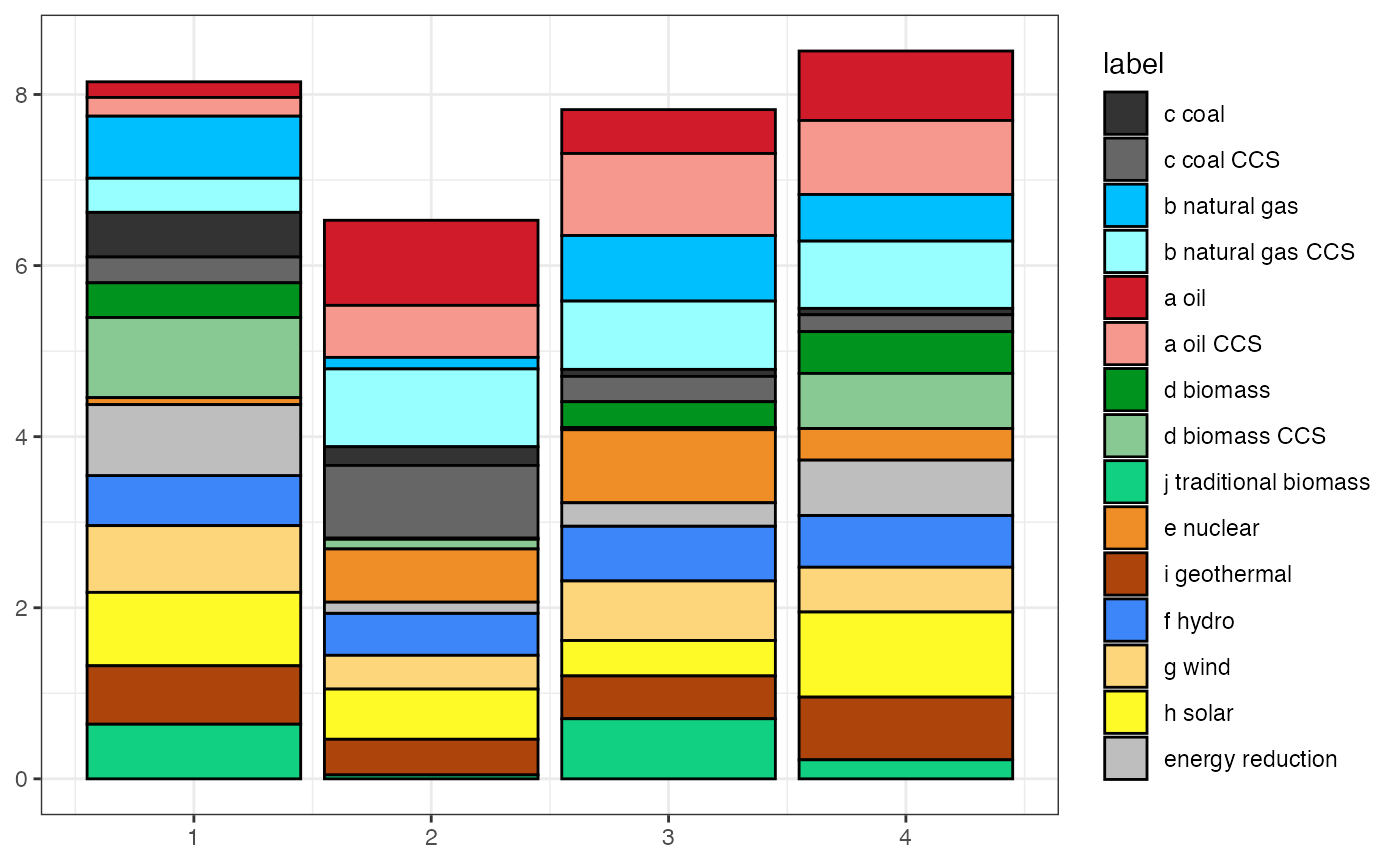 8
6
4
2
0
1
2
3
4
label
c coal
c coal CCS
b natural gas
b natural gas CCS
a oil
a oil CCS
d biomass
d biomass CCS
j traditional biomass
e nuclear
i geothermal
f hydro
g wind
h solar
energy reduction